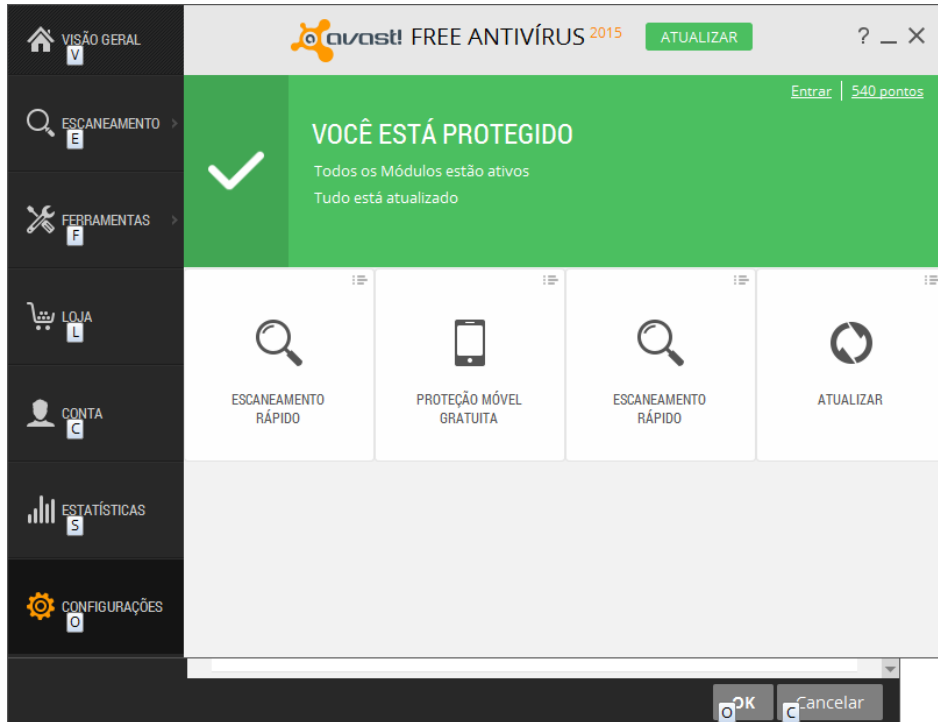 avast! FREE ANTIVÍRUS 2015 ATUALIZAR ?
VISÃO GERAL
V
ESCANEAMENTO
E
FERRAMENTAS
F
LOJA
L
CONTA
C
ESTATÍSTICAS
S
CONFIGURAÇÕES
O
Entrar | 540 pontos
VOCÊ ESTÁ PROTEGIDO
Todos os Módulos estão ativos
Tudo está atualizado
ESCANEAMENTO
RÁPIDO
PROTEÇÃO MÓVEL
GRATUITA
ESCANEAMENTO
RÁPIDO
ATUALIZAR
OK
O
Cancelar
C